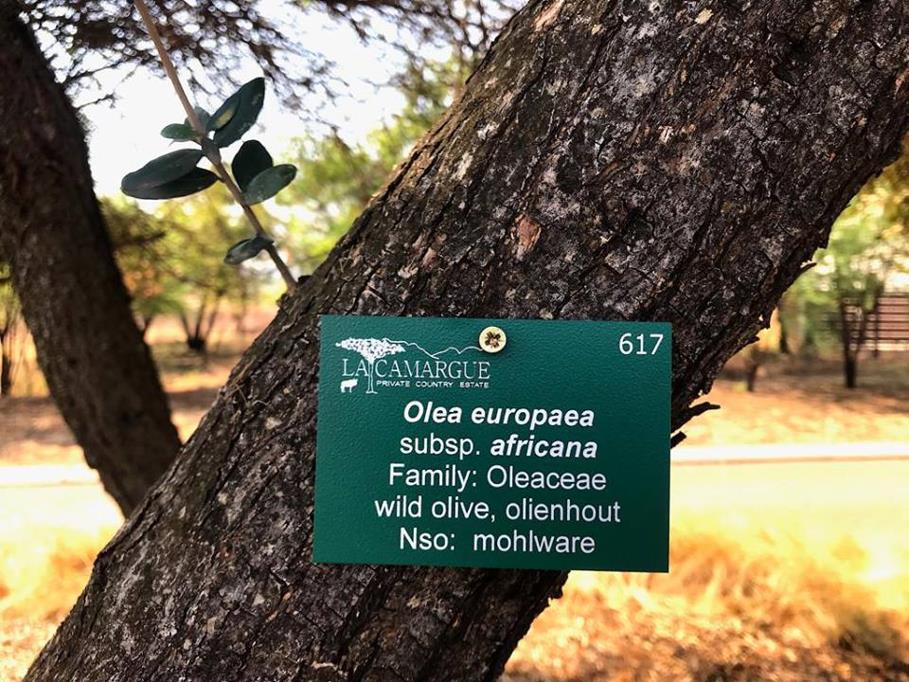 617
LA CAMARGUE
PRIVATE COUNTRY ESTATE
Olea europaea
subsp. africana
Family: Oleaceae
wild olive, olienhout
Nso: mohlware